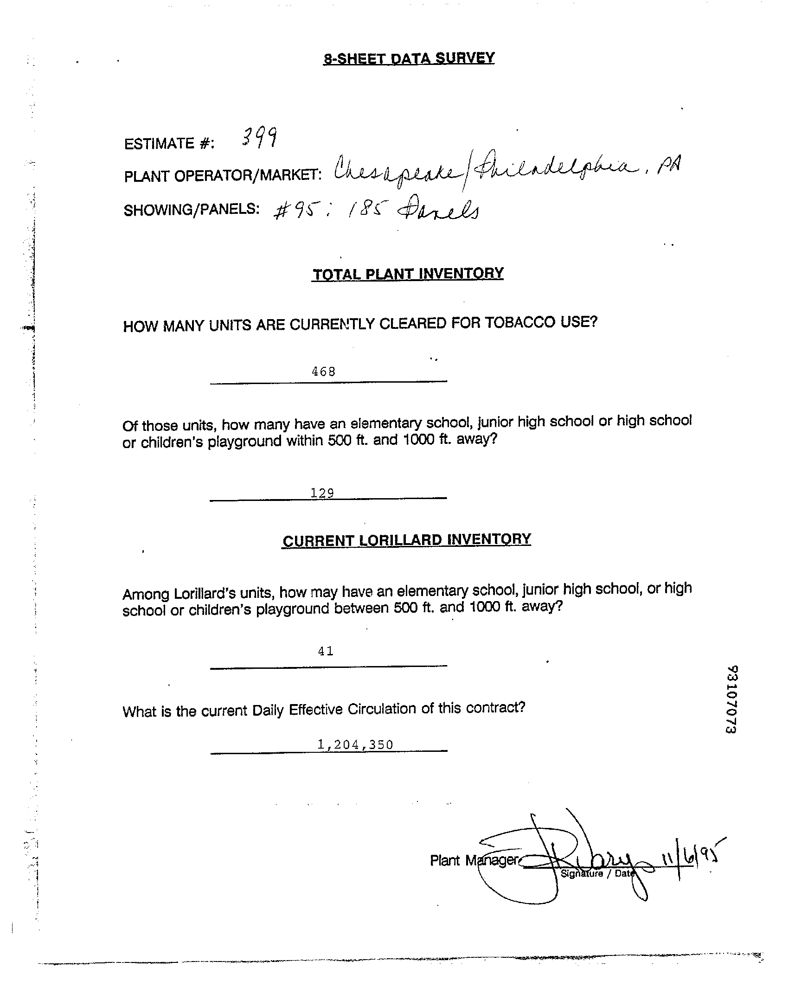 8-SHEET DATA SURVEY
ESTIMATE #: 399
PLANT OPERATOR/MARKET: Chesapeake/Philadelphia, PA
SHOWING/PANELS: #95: 185 Panels
TOTAL PLANT INVENTORY
HOW MANY UNITS ARE CURRENTLY CLEARED FOR TOBACCO USE?
468
Of those units, how many have an elementary school, junior high school or high school
or children's playground within 500 ft. and 1000 ft. away?
129
CURRENT LORILLARD INVENTORY
Among Lorillard's units, how may have an elementary school, junior high school, or high
school or children's playground between 500 ft. and 1000 ft. away?
41
What is the current Daily Effective Circulation of this contract?
1,204,350
93107073
Plant Manager 11/6/95
Signature / Date